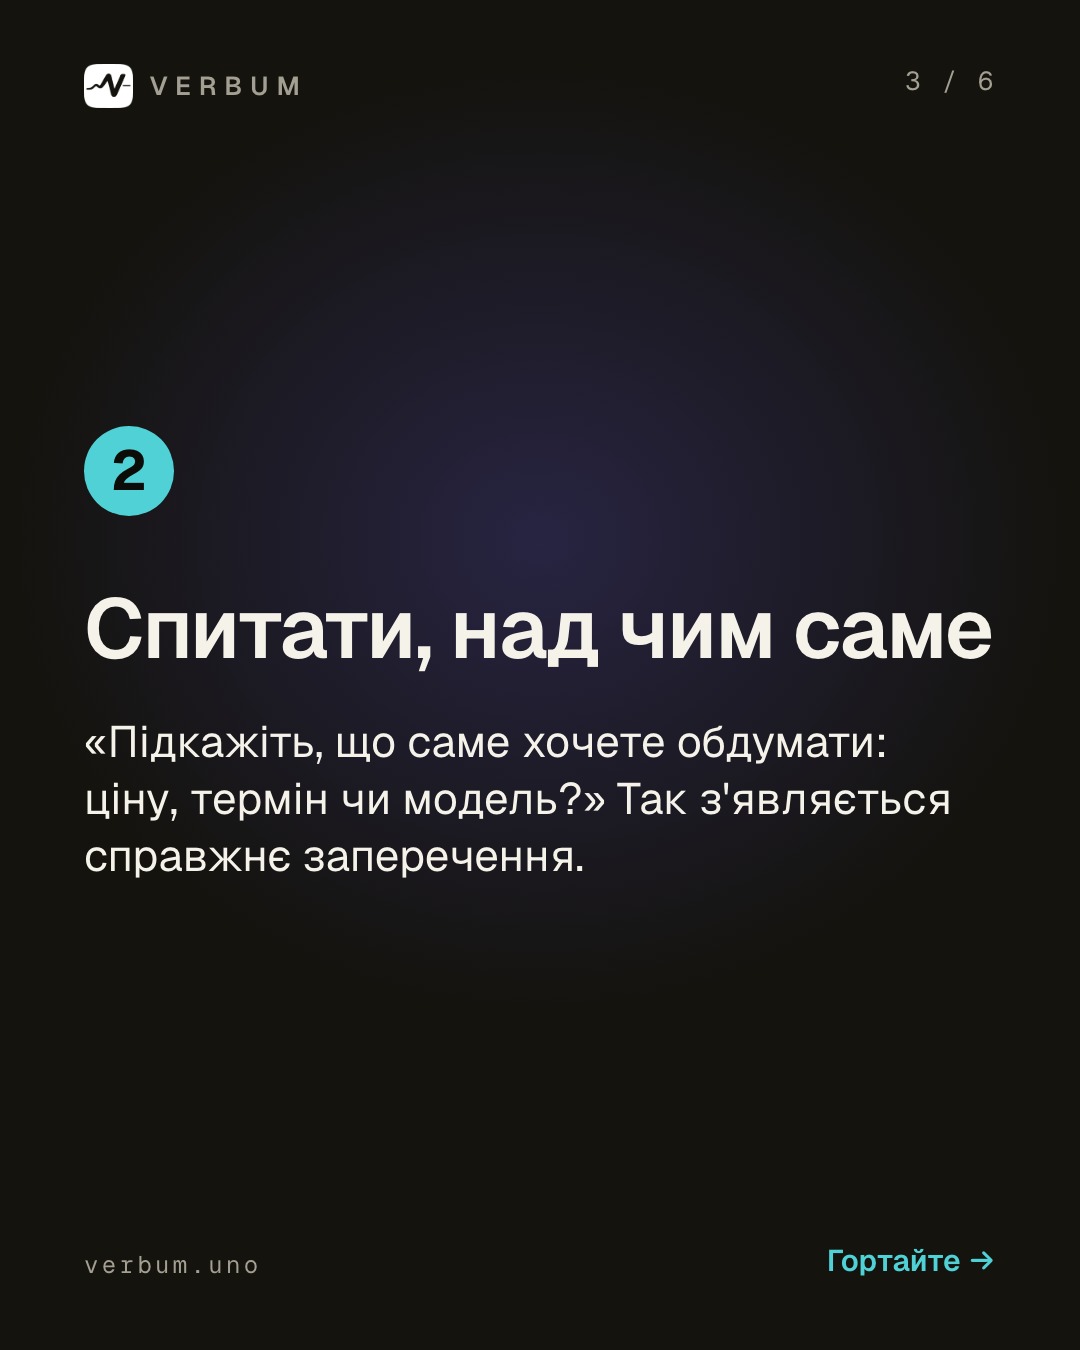 VERBUM
3 / 6
2
Спитати, над чим саме
«Підкажіть, що саме хочете обдумати:
ціну, термін чи модель?» Так з'являється
справжнє заперечення.
verbum.uno
Гортайте →